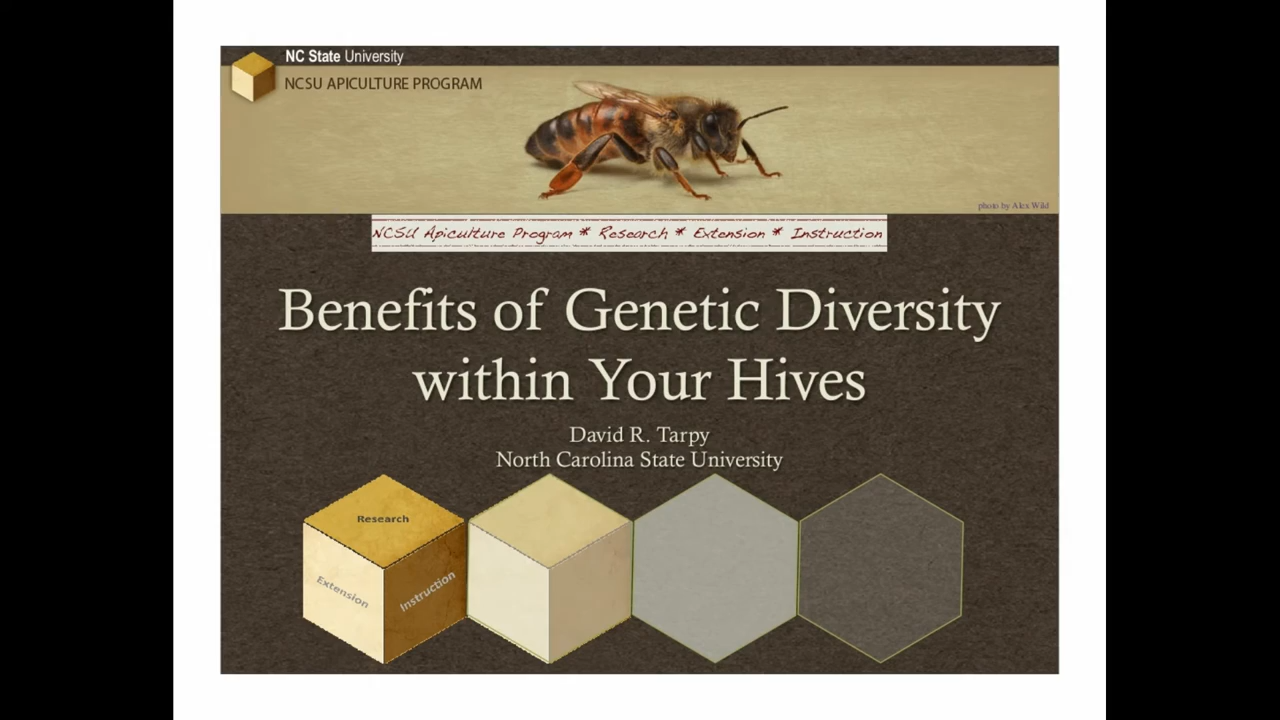 NC State University
NCSU APICULTURE PROGRAM
photo by Alex Wild
NCSU Apiculture Program * Research * Extension * Instruction
Benefits of Genetic Diversity
within Your Hives
David R. Tarpy
North Carolina State University
Research
Extension
Instruction